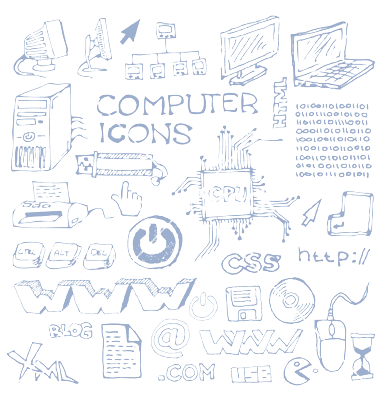 COMPUTER
ICONS
HTML
CPU
CTRL
ALT
DEL
CSS
http://
WWW
BLOG
@
WWW
XML
.COM
USB